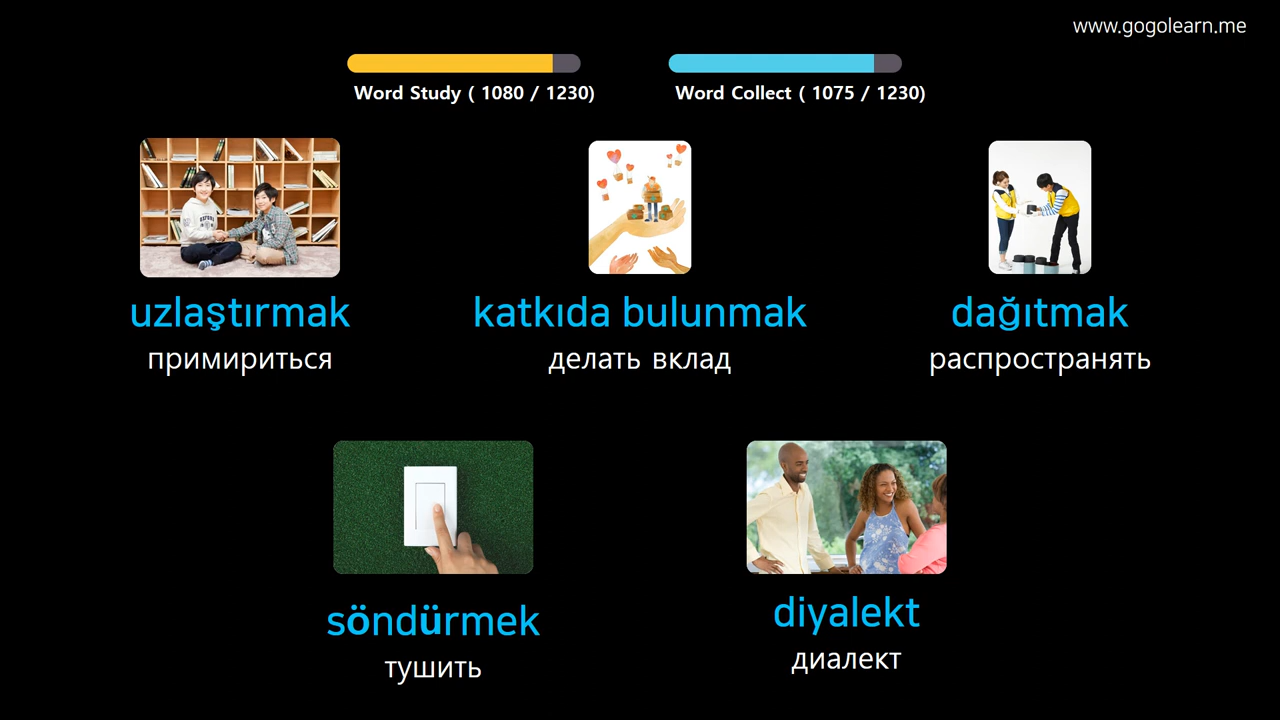 www.gogolearn.me
Word Study ( 1080 / 1230)
Word Collect ( 1075 / 1230)
uzlaştırmak
примириться
katkıda bulunmak
делать вклад
dağıtmak
распространять
söndürmek
тушить
diyalekt
диалект